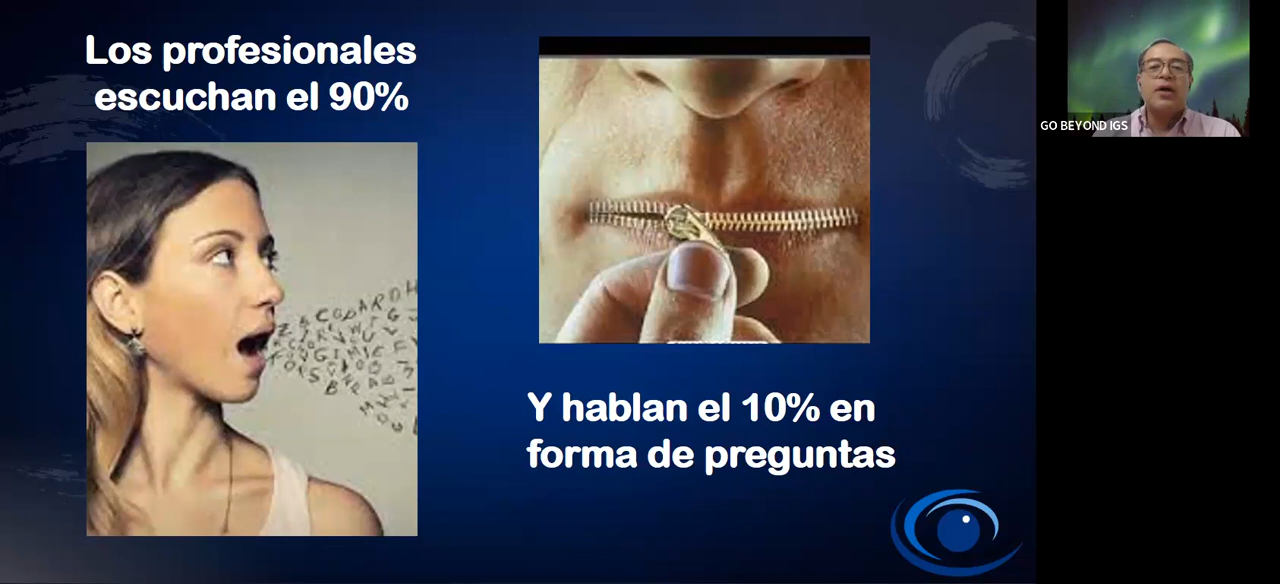 Los profesionales
escuchan el 90%
Y hablan el 10% en
forma de preguntas
GO BEYOND IGS